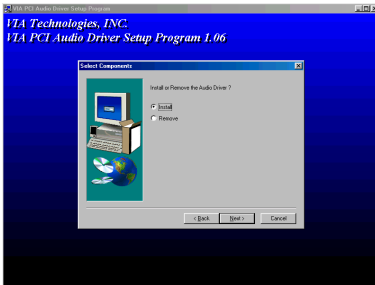 VIA PCI Audio Driver Setup Program
VIA Technologies, INC.
VIA PCI Audio Driver Setup Program 1.06
Select Components
Install or Remove the Audio Driver ?
Install
Remove
< Back
Next >
Cancel